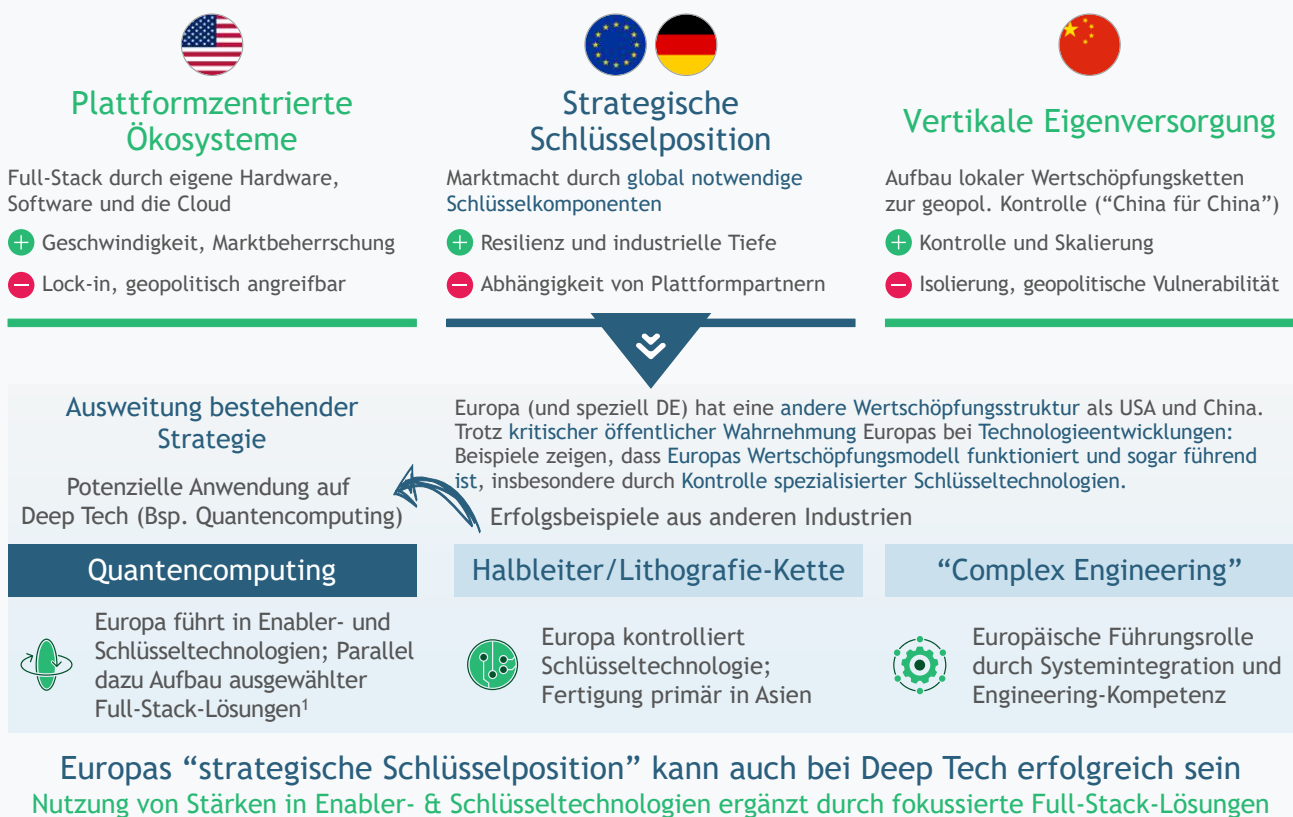 Plattformzentrierte
Ökosysteme
Full-Stack durch eigene Hardware,
Software und die Cloud
Geschwindigkeit, Marktbeherrschung
Lock-in, geopolitisch angreifbar
Strategische
Schlüsselposition
Marktmacht durch global notwendige
Schlüsselkomponenten
Resilienz und industrielle Tiefe
Abhängigkeit von Plattformpartnern
Vertikale Eigenversorgung
Aufbau lokaler Wertschöpfungsketten
zur geopol. Kontrolle (“China für China”)
Kontrolle und Skalierung
Isolierung, geopolitische Vulnerabilität
Ausweitung bestehender
Strategie
Potenzielle Anwendung auf
Deep Tech (Bsp. Quantencomputing)
Europa (und speziell DE) hat eine andere Wertschöpfungsstruktur als USA und China.
Trotz kritischer öffentlicher Wahrnehmung Europas bei Technologieentwicklungen:
Beispiele zeigen, dass Europas Wertschöpfungsmodell funktioniert und sogar führend
ist, insbesondere durch Kontrolle spezialisierter Schlüsseltechnologien.
Erfolgsbeispiele aus anderen Industrien
Quantencomputing
Europa führt in Enabler- und
Schlüsseltechnologien; Parallel
dazu Aufbau ausgewählter
Full-Stack-Lösungen¹
Halbleiter/Lithografie-Kette
Europa kontrolliert
Schlüsseltechnologie;
Fertigung primär in Asien
“Complex Engineering”
Europäische Führungsrolle
durch Systemintegration und
Engineering-Kompetenz
Europas “strategische Schlüsselposition” kann auch bei Deep Tech erfolgreich sein
Nutzung von Stärken in Enabler- & Schlüsseltechnologien ergänzt durch fokussierte Full-Stack-Lösungen